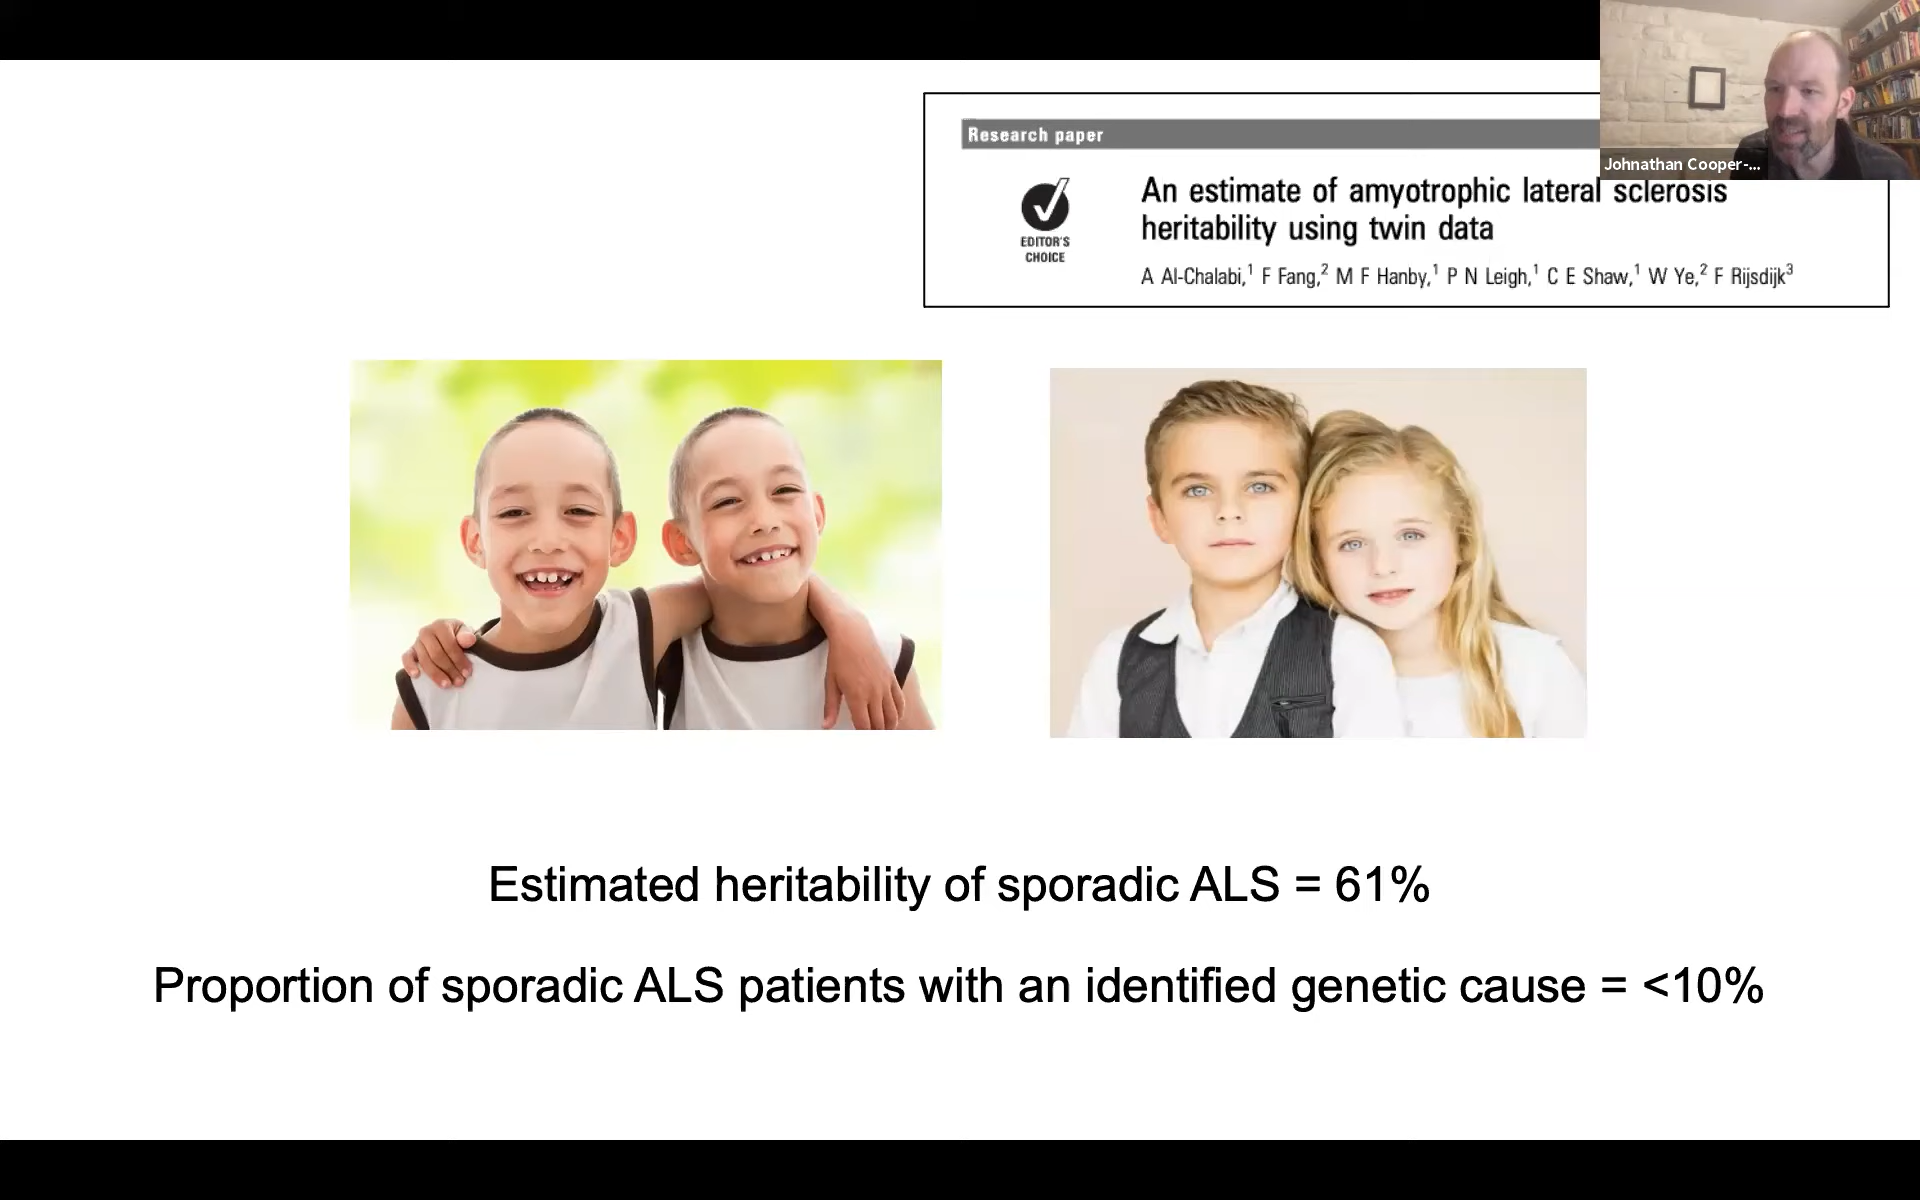 Research paper
EDITOR'S
CHOICE
An estimate of amyotrophic lateral sclerosis
heritability using twin data
A Al-Chalabi,1 F Fang,2 M F Hanby,1 P N Leigh,1 C E Shaw,1 W Ye,2 F Rijsdijk3
Johnathan Cooper-...
Estimated heritability of sporadic ALS = 61%
Proportion of sporadic ALS patients with an identified genetic cause = <10%